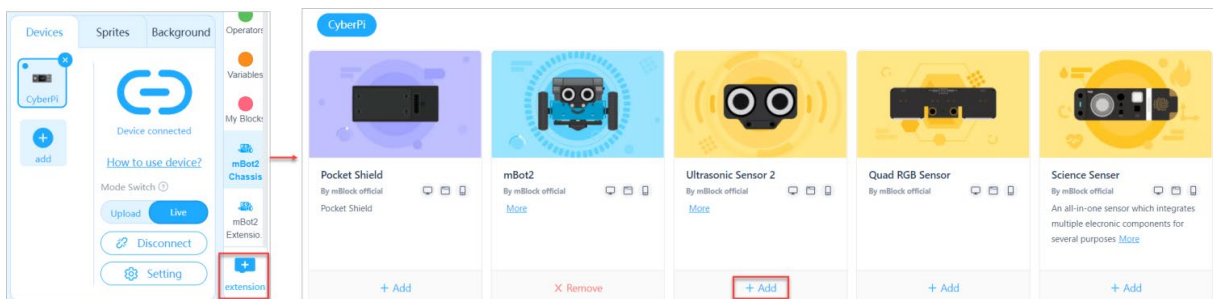 Devices
Sprites
Background
CyberPi
add
Device connected
How to use device?
Mode Switch
Upload
Live
Disconnect
Setting
Operators
Variables
My Blocks
mBot2
Chassis
mBot2
Extensio.
extension
CyberPi
Pocket Shield
By mBlock official
Pocket Shield
+ Add
mBot2
By mBlock official
More
X Remove
Ultrasonic Sensor 2
By mBlock official
More
+ Add
Quad RGB Sensor
By mBlock official
+ Add
Science Senser
By mBlock official
An all-in-one sensor which integrates
multiple elecronic components for
several purposes More
+ Add